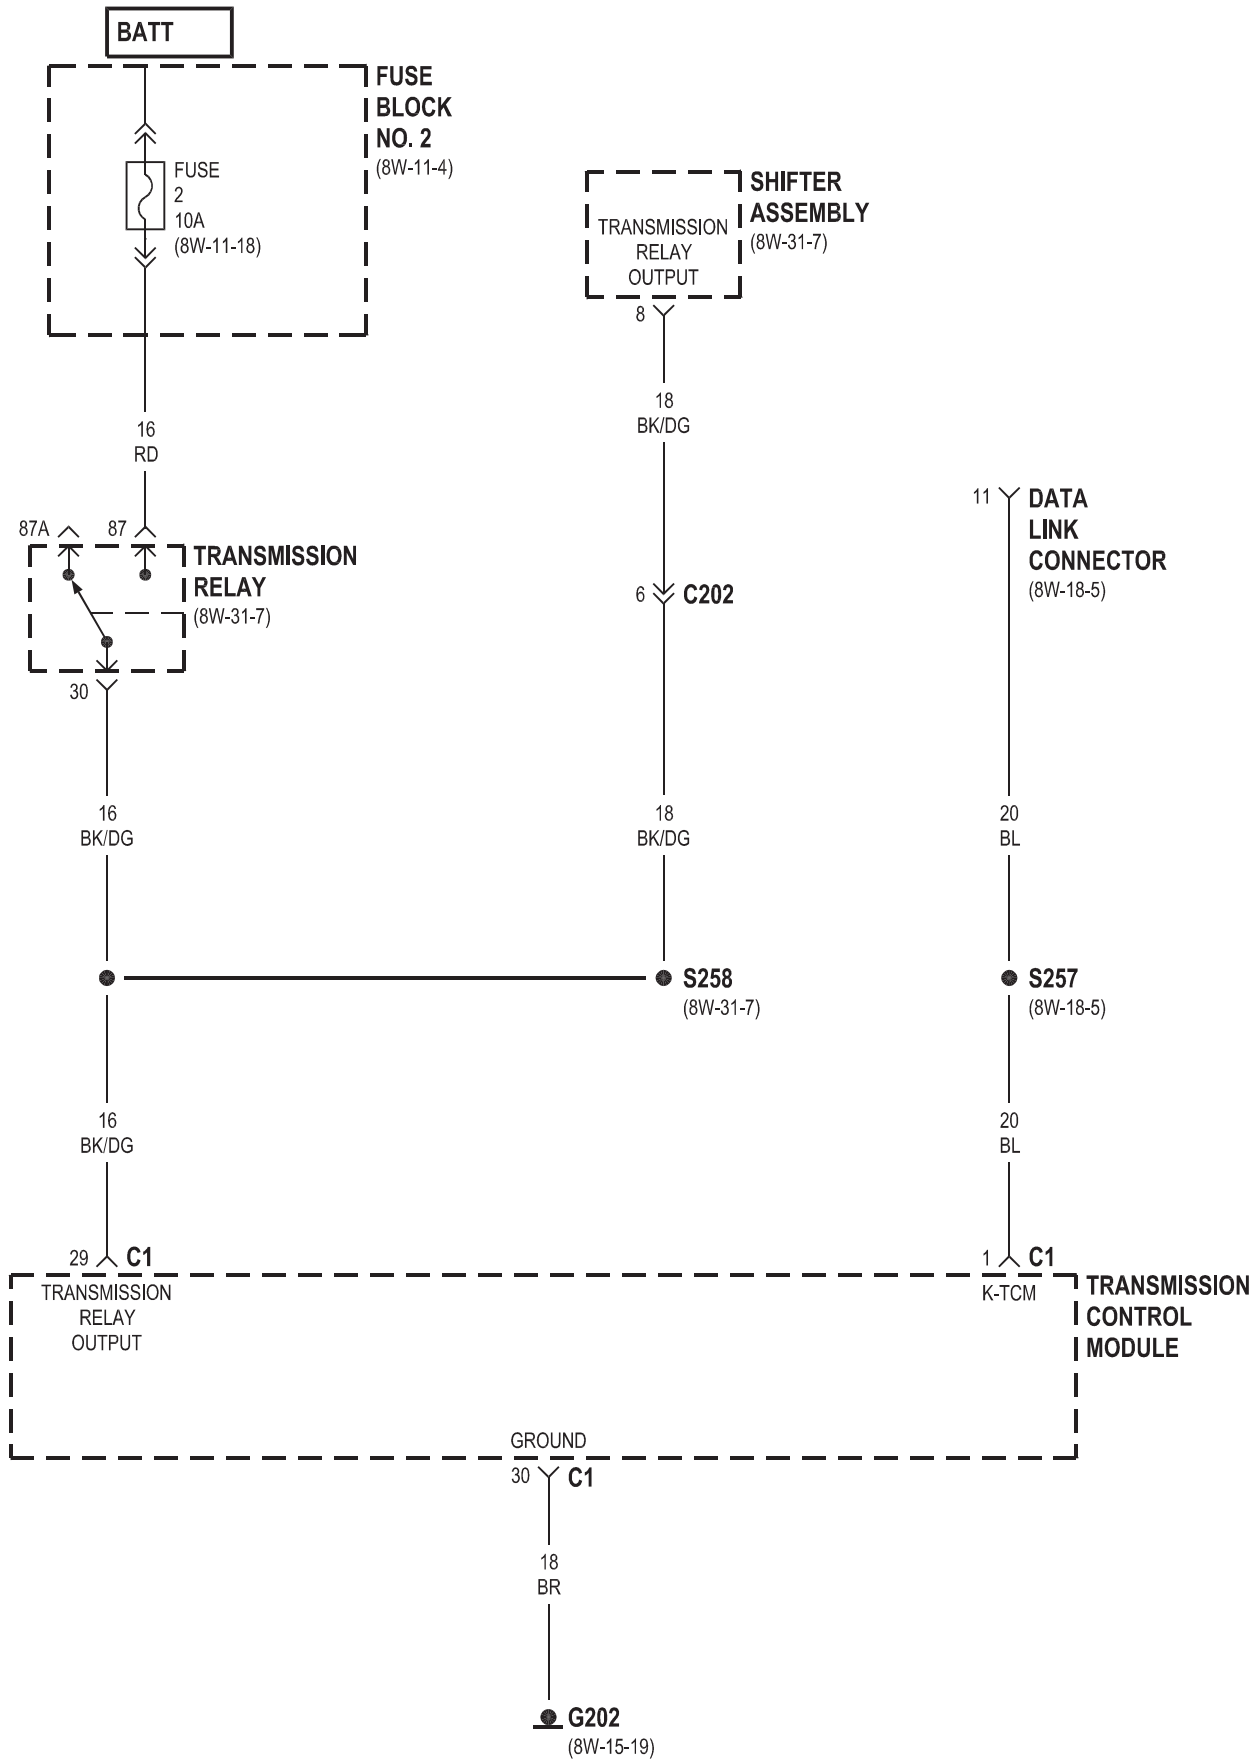 BATT
FUSE
BLOCK
NO. 2
(8W-11-4)
FUSE
2
10A
(8W-11-18)
SHIFTER
ASSEMBLY
(8W-31-7)
TRANSMISSION
RELAY
OUTPUT
8
18
BK/DG
16
RD
11
DATA
LINK
CONNECTOR
(8W-18-5)
87A
87
TRANSMISSION
RELAY
(8W-31-7)
6
C202
30
16
BK/DG
18
BK/DG
20
BL
S258
(8W-31-7)
S257
(8W-18-5)
16
BK/DG
20
BL
29
C1
1
C1
TRANSMISSION
RELAY
OUTPUT
K-TCM
TRANSMISSION
CONTROL
MODULE
GROUND
30
C1
18
BR
G202
(8W-15-19)